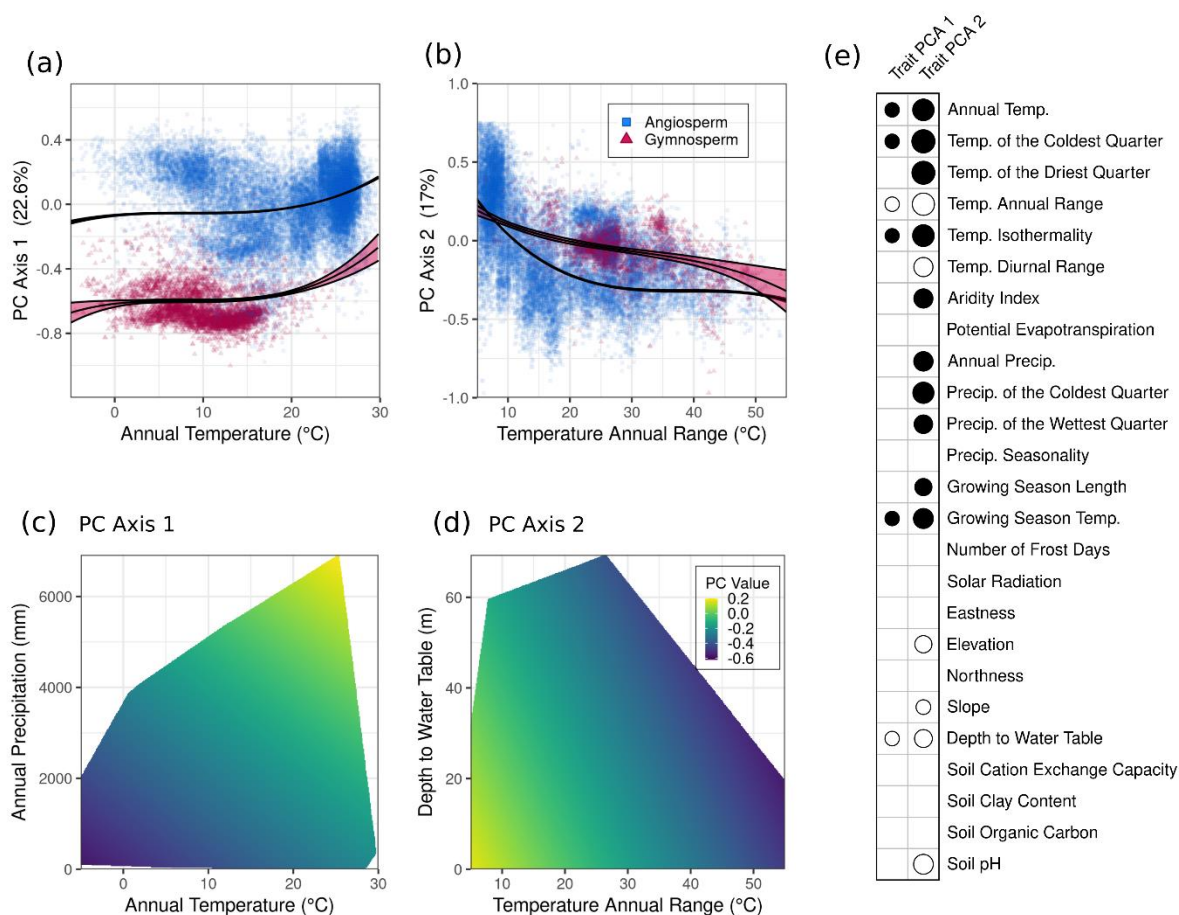 (a)
PC Axis 1 (22.6%)
0.4
0.0
-0.4
-0.8
0
10
20
30
Annual Temperature (°C)
(b)
PC Axis 2 (17%)
1.0
0.5
0.0
-0.5
-1.0
Angiosperm
Gymnosperm
10
20
30
40
50
Temperature Annual Range (°C)
(c) PC Axis 1
Annual Precipitation (mm)
6000
4000
2000
0
0
10
20
30
Annual Temperature (°C)
(d) PC Axis 2
Depth to Water Table (m)
60
40
20
0
PC Value
0.2
-0.0
-0.2
-0.4
-0.6
10
20
30
40
50
Temperature Annual Range (°C)
(e)
Trait PCA 1
Trait PCA 2
Annual Temp.
Temp. of the Coldest Quarter
Temp. of the Driest Quarter
Temp. Annual Range
Temp. Isothermality
Temp. Diurnal Range
Aridity Index
Potential Evapotranspiration
Annual Precip.
Precip. of the Coldest Quarter
Precip. of the Wettest Quarter
Precip. Seasonality
Growing Season Length
Growing Season Temp.
Number of Frost Days
Solar Radiation
Eastness
Elevation
Northness
Slope
Depth to Water Table
Soil Cation Exchange Capacity
Soil Clay Content
Soil Organic Carbon
Soil pH